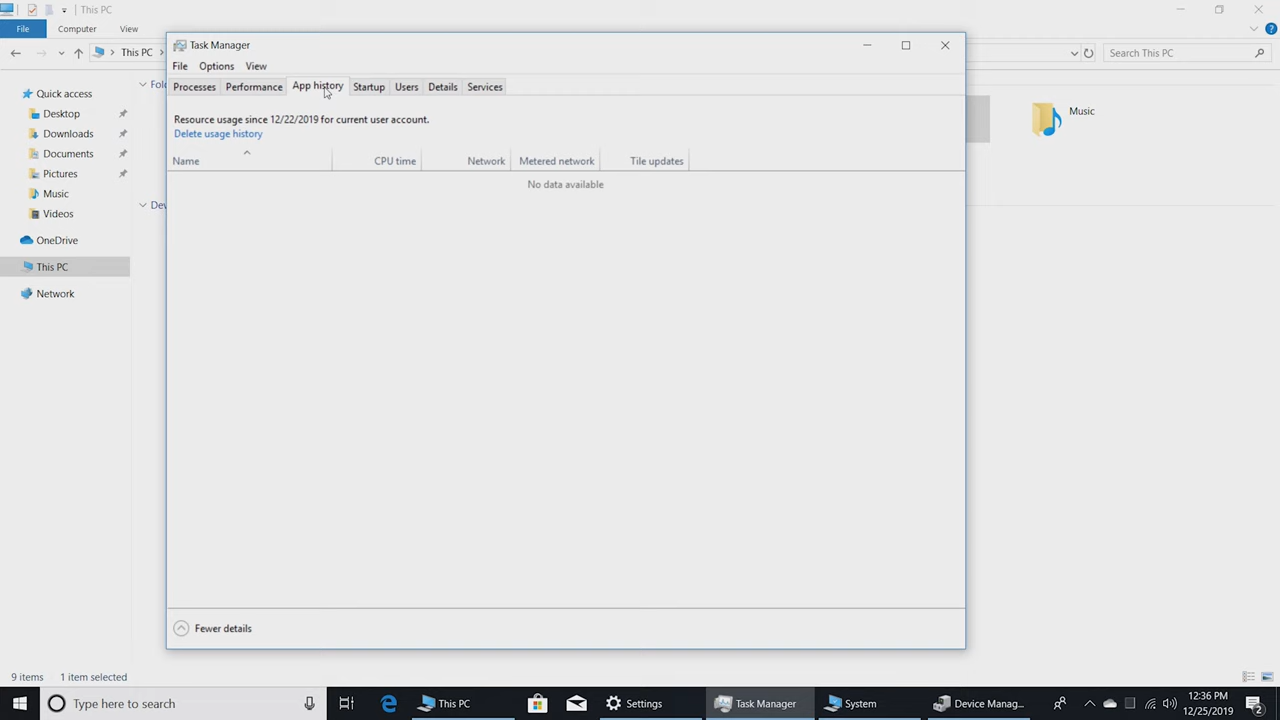 This PC
File Computer View
This PC Search This PC
Task Manager
File Options View
Processes Performance App history Startup Users Details Services
Resource usage since 12/22/2019 for current user account.
Delete usage history
Name CPU time Network Metered network Tile updates
No data available
Fewer details
Quick access
Desktop
Downloads
Documents
Pictures
Music
Videos
OneDrive
This PC
Network
Music
9 items 1 item selected
Type here to search
This PC
Settings
Task Manager
System
Device Manag...
12:36 PM
12/25/2019
2